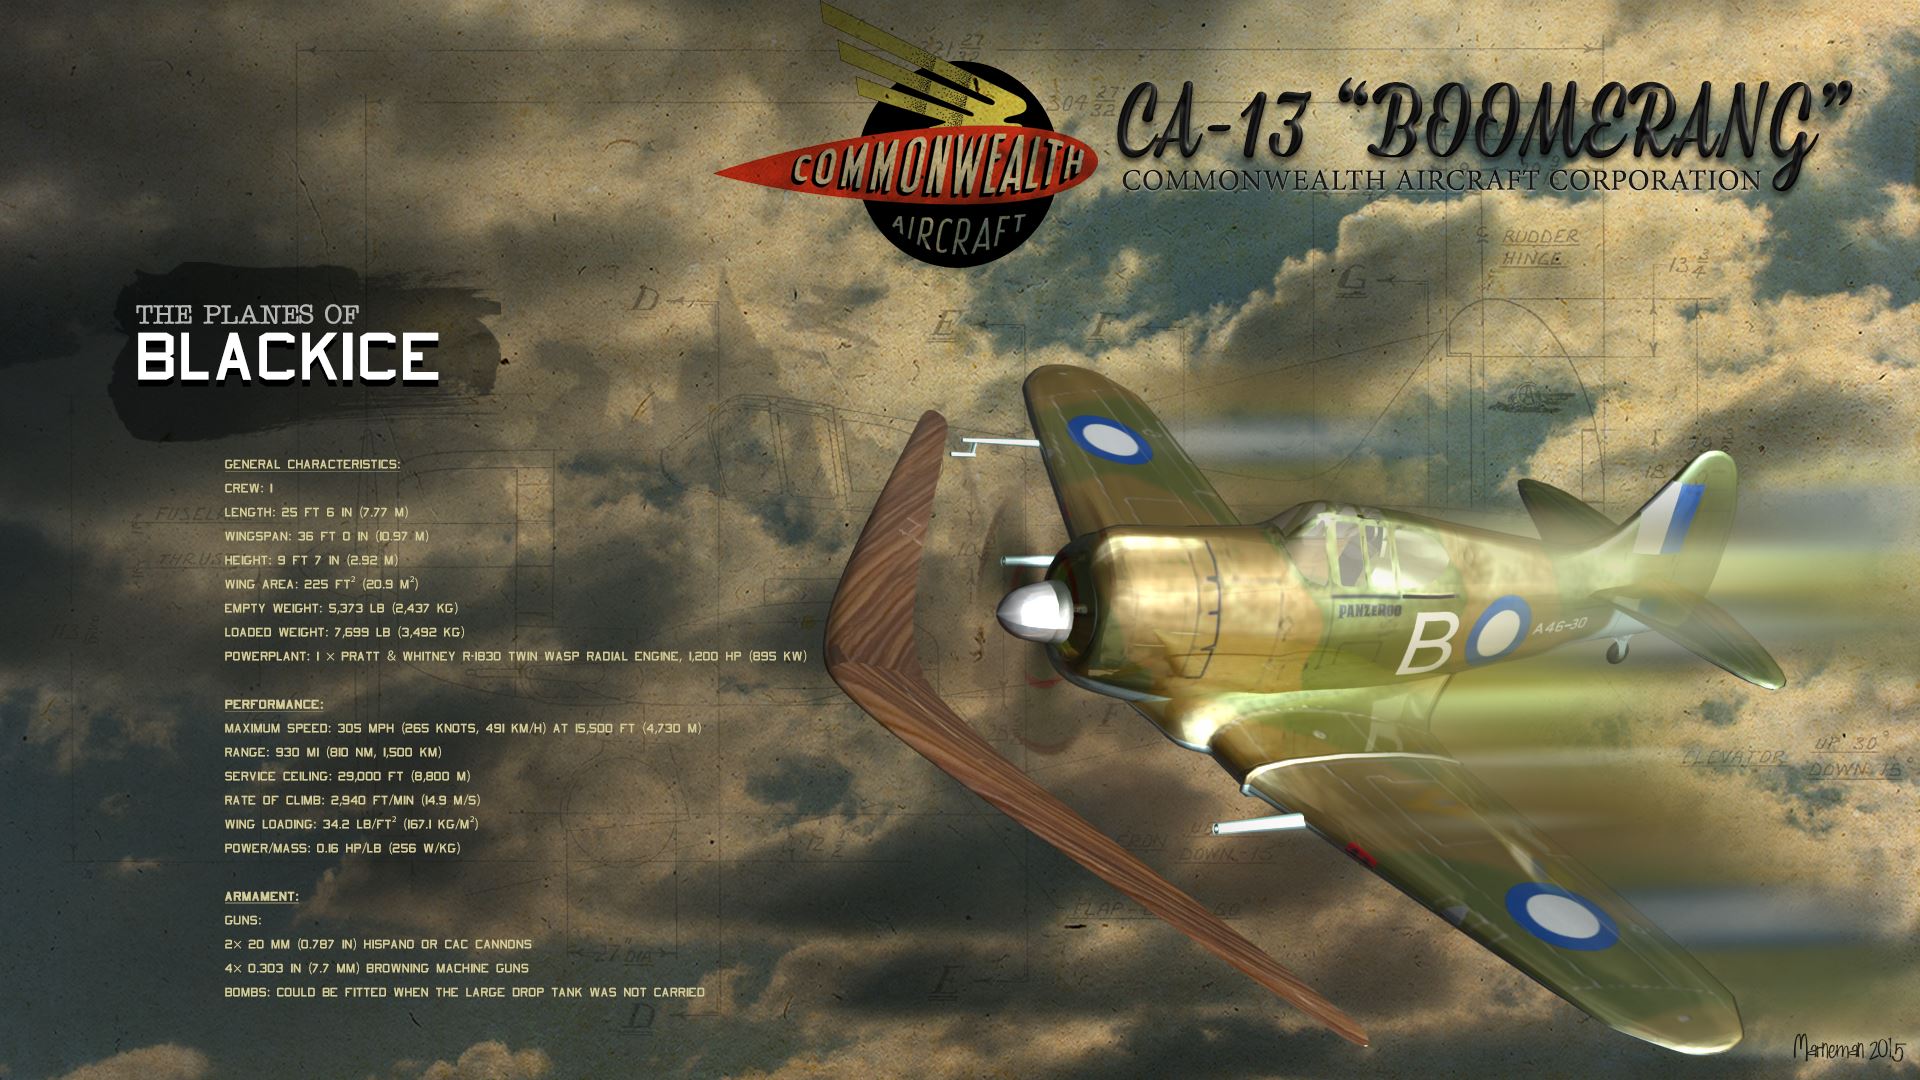 COMMONWEALTH
AIRCRAFT
CA-13 “BOOMERANG”
COMMONWEALTH AIRCRAFT CORPORATION
RUDDER
HINGE
THE PLANES OF
BLACKICE
GENERAL CHARACTERISTICS:
CREW: 1
LENGTH: 25 FT 6 IN (7.77 M)
WINGSPAN: 36 FT 0 IN (10.97 M)
HEIGHT: 9 FT 7 IN (2.92 M)
WING AREA: 225 FT² (20.9 M²)
EMPTY WEIGHT: 5,373 LB (2,437 KG)
LOADED WEIGHT: 7,699 LB (3,492 KG)
POWERPLANT: 1 × PRATT & WHITNEY R-1830 TWIN WASP RADIAL ENGINE, 1,200 HP (895 KW)
PERFORMANCE:
MAXIMUM SPEED: 305 MPH (265 KNOTS, 491 KM/H) AT 15,500 FT (4,730 M)
RANGE: 930 MI (810 NM, 1,500 KM)
SERVICE CEILING: 29,000 FT (8,800 M)
RATE OF CLIMB: 2,940 FT/MIN (14.9 M/S)
WING LOADING: 34.2 LB/FT² (167.1 KG/M²)
POWER/MASS: 0.16 HP/LB (256 W/KG)
ARMAMENT:
GUNS:
2× 20 MM (0.787 IN) HISPANO OR CAC CANNONS
4× 0.303 IN (7.7 MM) BROWNING MACHINE GUNS
BOMBS: COULD BE FITTED WHEN THE LARGE DROP TANK WAS NOT CARRIED
PANZEROO
B
A46-30
ELEVATOR UP 30°
DOWN 15°
Marneman 2015